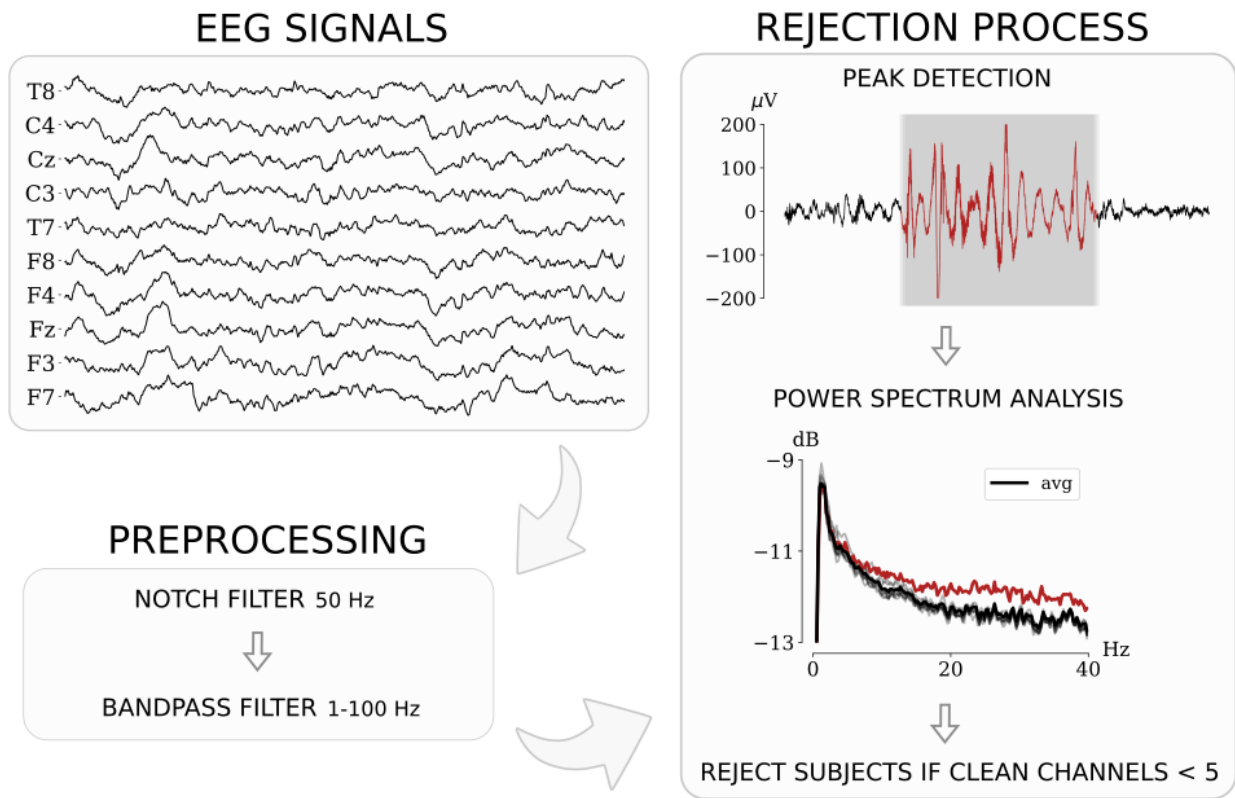 EEG SIGNALS
T8
C4
Cz
C3
T7
F8
F4
Fz
F3
F7
PREPROCESSING
NOTCH FILTER 50 Hz
BANDPASS FILTER 1-100 Hz
REJECTION PROCESS
PEAK DETECTION
μV
200
100
0
−100
−200
POWER SPECTRUM ANALYSIS
dB
−9
avg
−11
−13
Hz
0 20 40
REJECT SUBJECTS IF CLEAN CHANNELS < 5